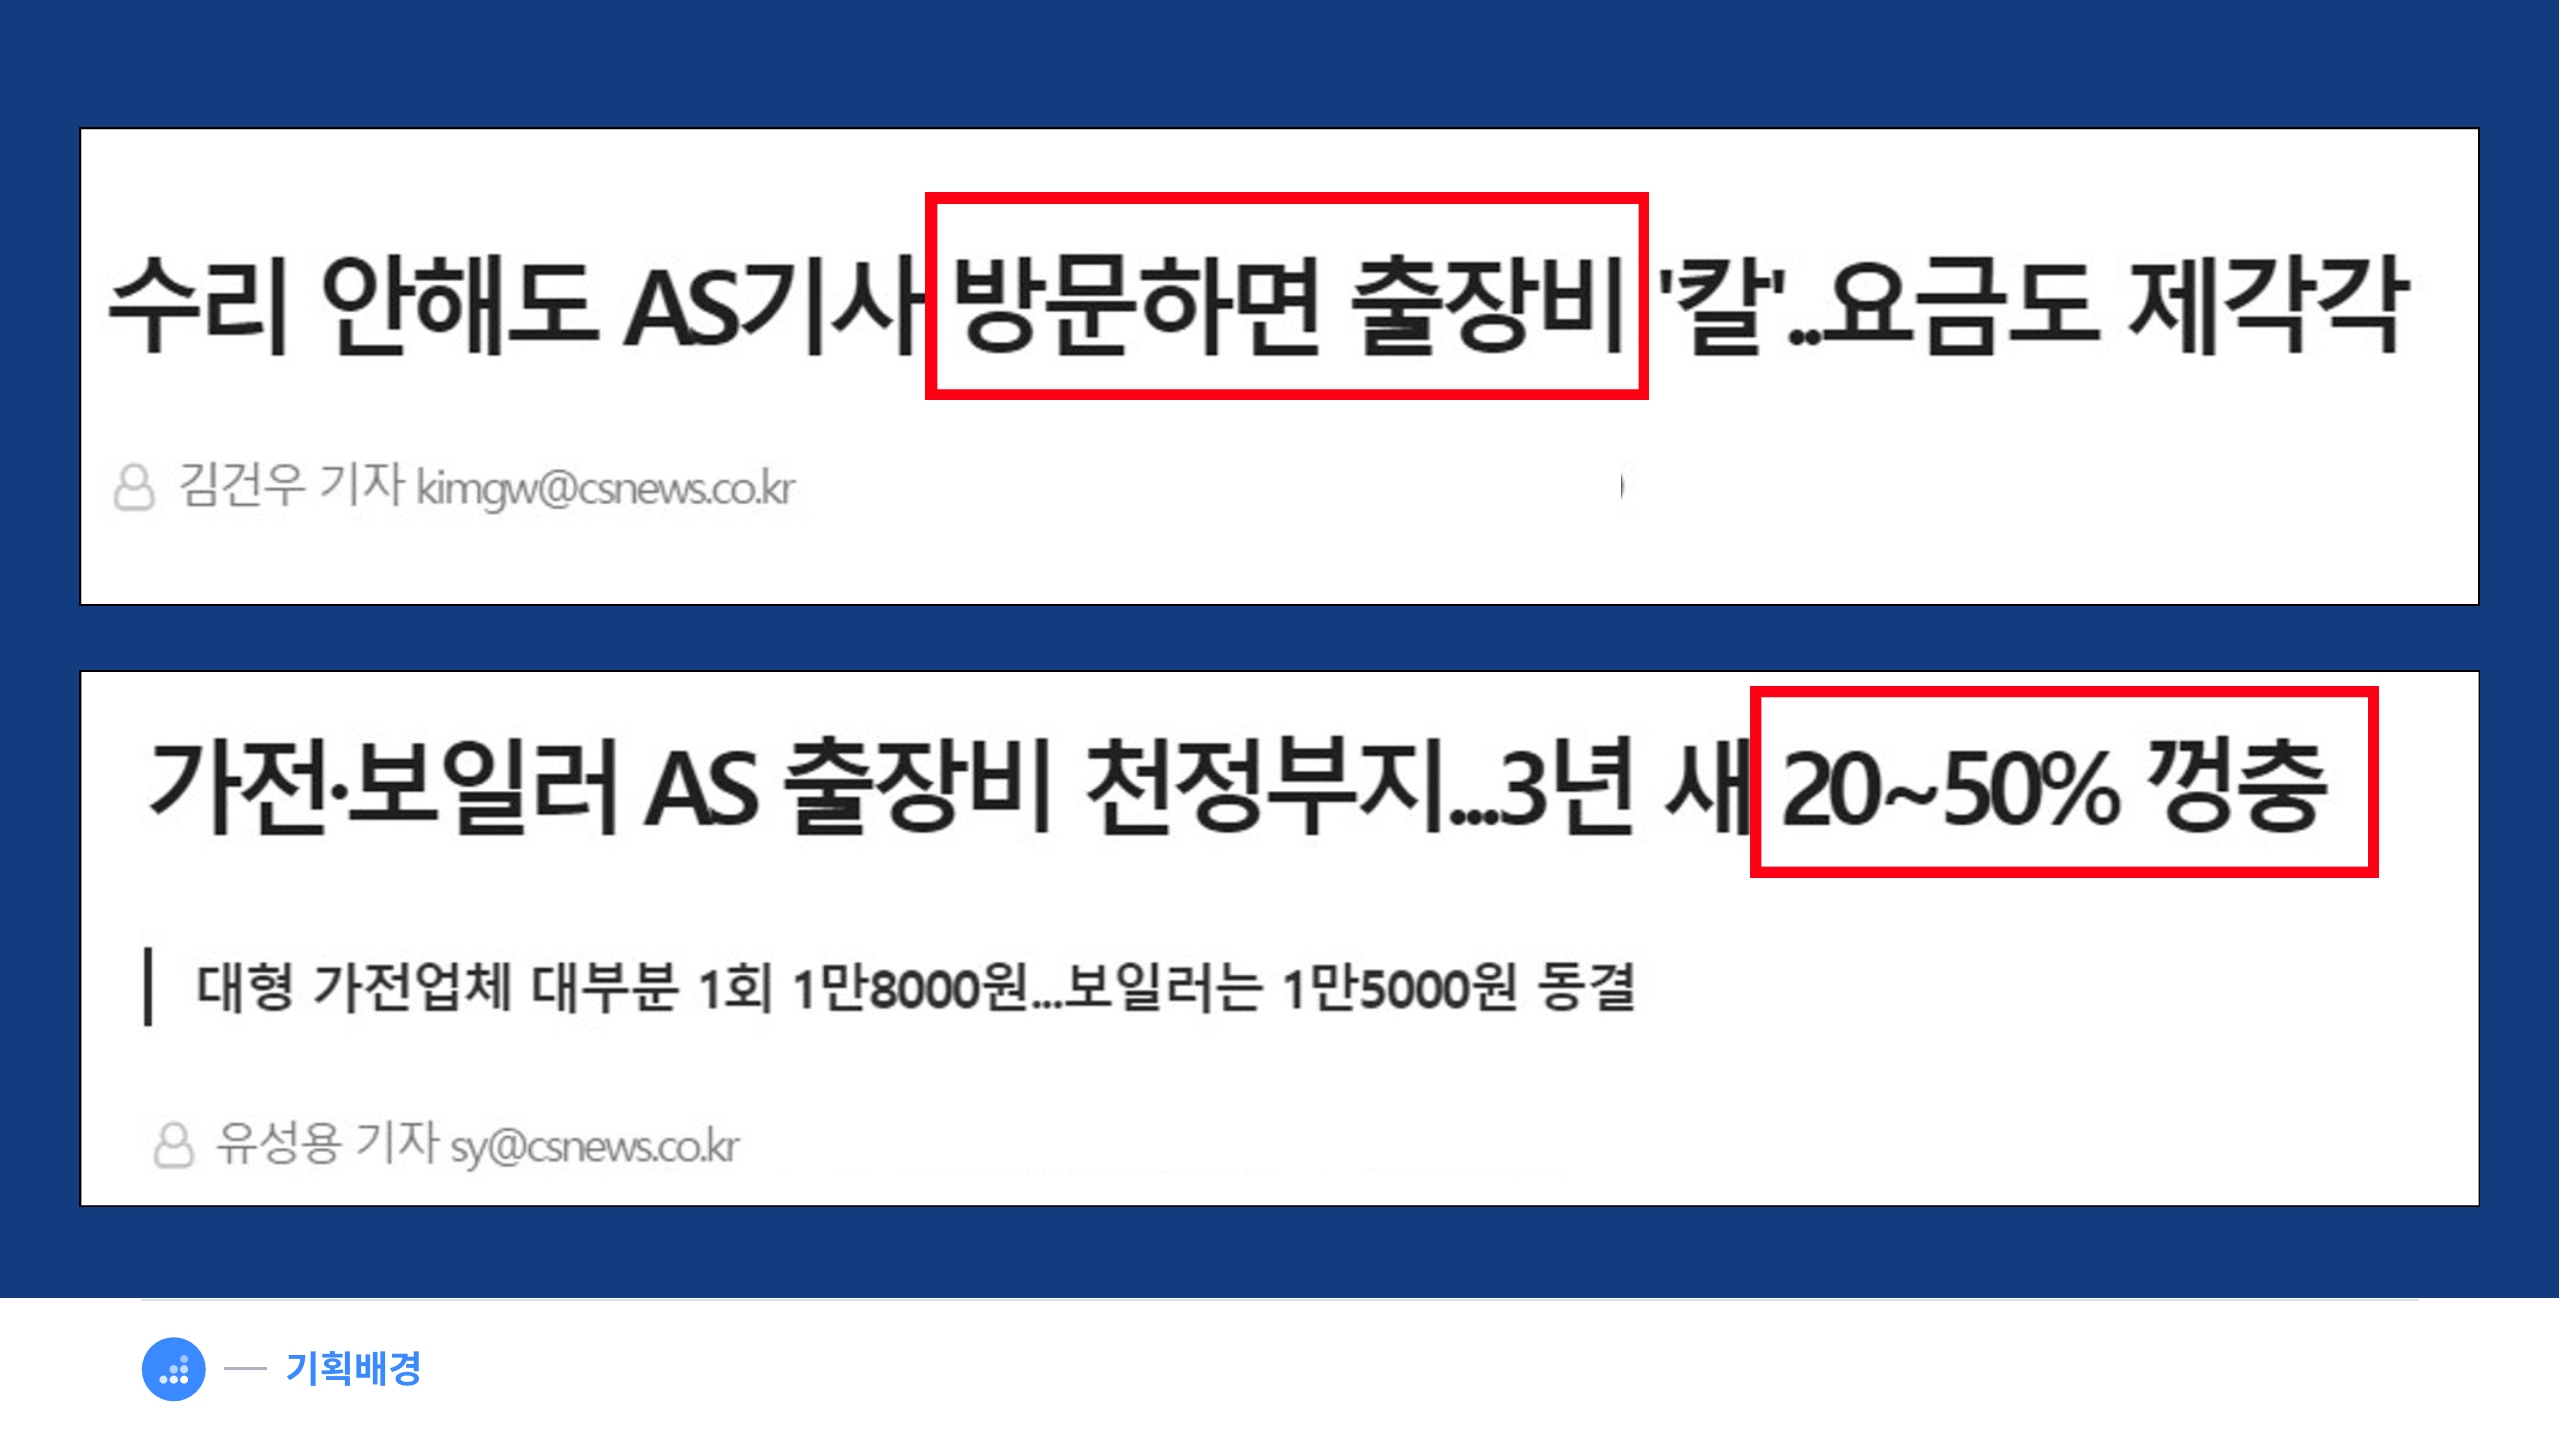 수리 안해도 AS기사 방문하면 출장비 '칼'..요금도 제각각
김건우 기자 kimgw@csnews.co.kr
가전·보일러 AS 출장비 천정부지...3년 새 20~50% 껑충
대형 가전업체 대부분 1회 1만8000원...보일러는 1만5000원 동결
유성용 기자 sy@csnews.co.kr
기획배경